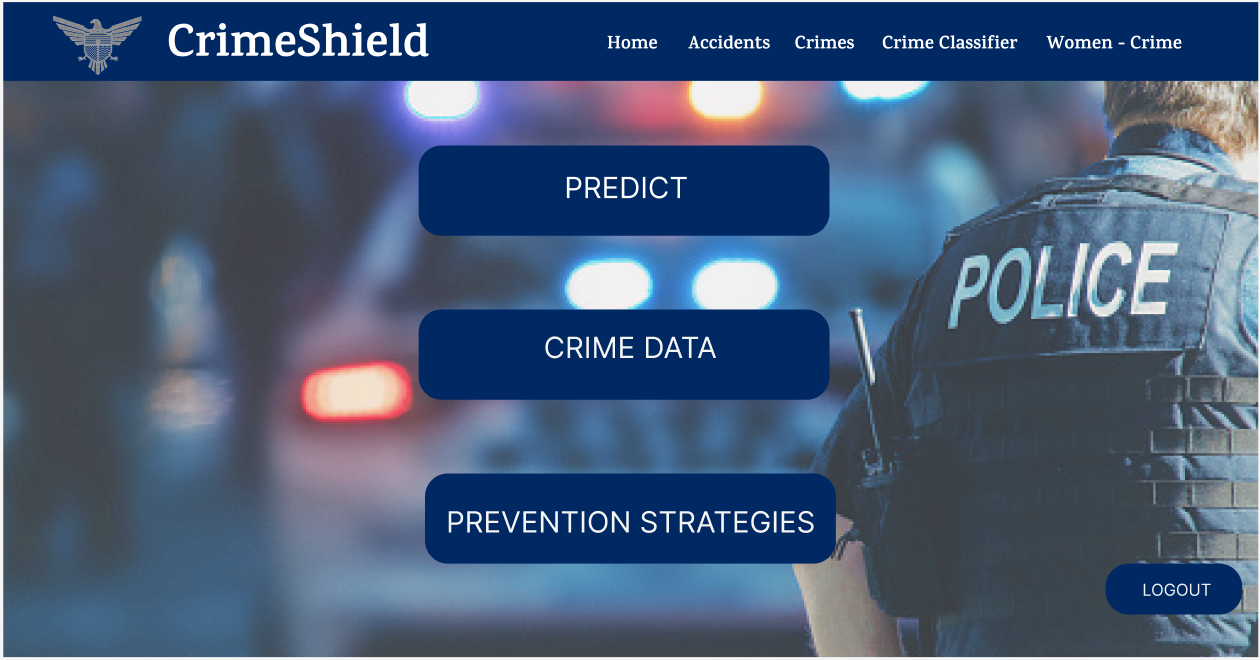 CrimeShield
Home Accidents Crimes Crime Classifier Women - Crime
PREDICT
CRIME DATA
POLICE
PREVENTION STRATEGIES
LOGOUT